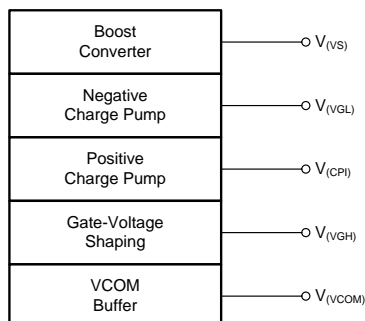 Boost
Converter
V(VS)
Negative
Charge Pump
V(VGL)
Positive
Charge Pump
V(CPI)
Gate-Voltage
Shaping
V(VGH)
VCOM
Buffer
V(VCOM)